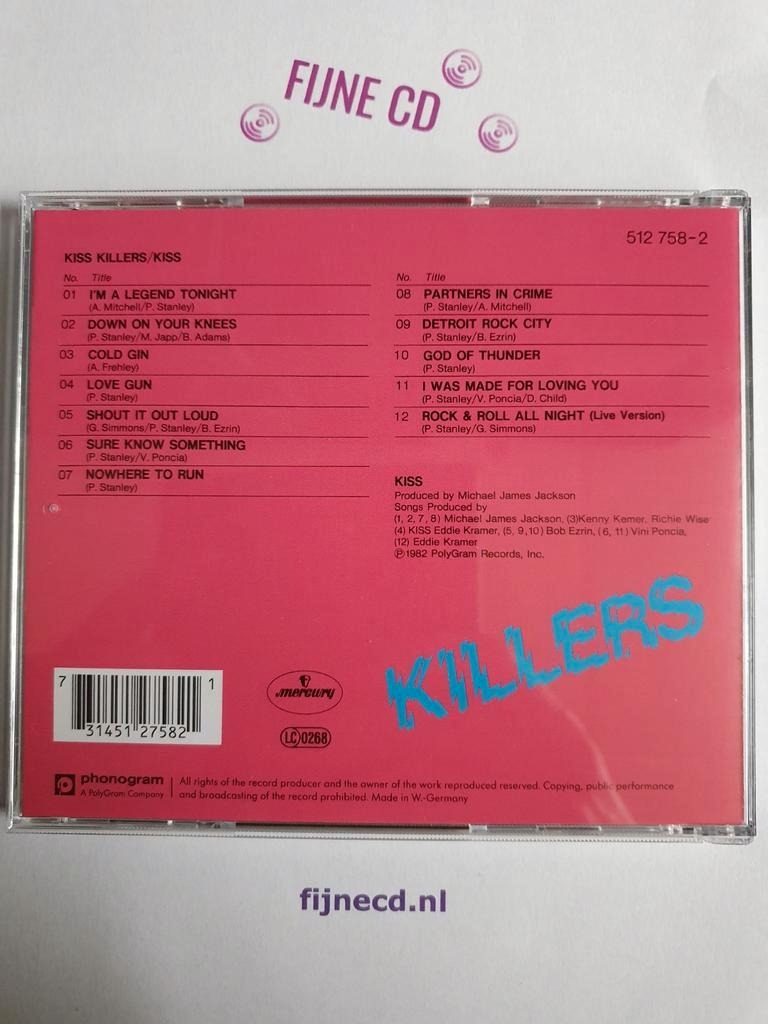 FIJNE CD
512 758-2
KISS KILLERS/KISS
No. Title
01 I'M A LEGEND TONIGHT
(A. Mitchell/P. Stanley)
02 DOWN ON YOUR KNEES
(P. Stanley/M. Japp/B. Adams)
03 COLD GIN
(A. Frehley)
04 LOVE GUN
(P. Stanley)
05 SHOUT IT OUT LOUD
(G. Simmons/P. Stanley/B. Ezrin)
06 SURE KNOW SOMETHING
(P. Stanley/V. Poncia)
07 NOWHERE TO RUN
(P. Stanley)
No. Title
08 PARTNERS IN CRIME
(P. Stanley/A. Mitchell)
09 DETROIT ROCK CITY
(P. Stanley/B. Ezrin)
10 GOD OF THUNDER
(P. Stanley)
11 I WAS MADE FOR LOVING YOU
(P. Stanley/V. Poncia/D. Child)
12 ROCK & ROLL ALL NIGHT (Live Version)
(P. Stanley/G. Simmons)
KISS
Produced by Michael James Jackson
Songs Produced by
(1, 2, 7, 8) Michael James Jackson, (3)Kenny Kerner, Richie Wise
(4) KISS Eddie Kramer, (5, 9, 10) Bob Ezrin, (6, 11) Vini Poncia,
(12) Eddie Kramer
℗1982 PolyGram Records, Inc.
KILLERS
7 31451 27582 1
mercury
LC 0268
phonogram
A PolyGram Company
All rights of the record producer and the owner of the work reproduced reserved. Copying, public performance
and broadcasting of the record prohibited. Made in W.-Germany
fijnecd.nl